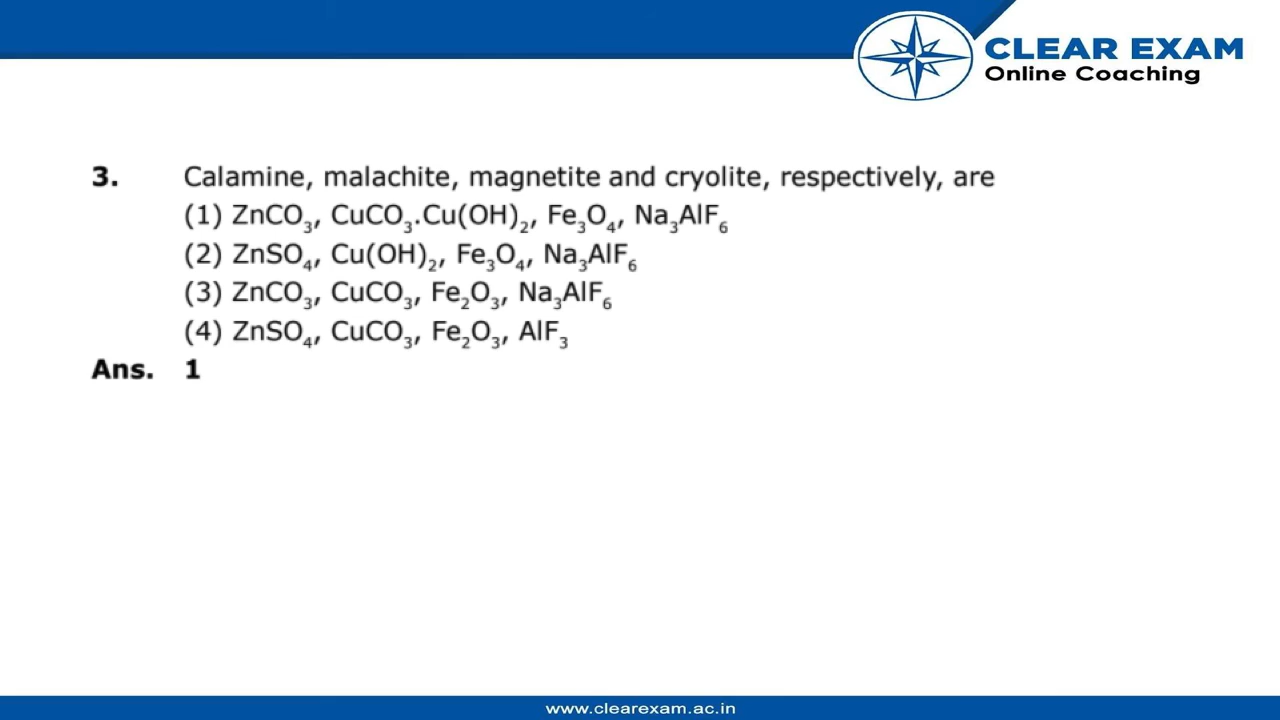 CLEAR EXAM
Online Coaching
3. Calamine, malachite, magnetite and cryolite, respectively, are
(1) ZnCO₃, CuCO₃.Cu(OH)₂, Fe₃O₄, Na₃AlF₆
(2) ZnSO₄, Cu(OH)₂, Fe₃O₄, Na₃AlF₆
(3) ZnCO₃, CuCO₃, Fe₂O₃, Na₃AlF₆
(4) ZnSO₄, CuCO₃, Fe₂O₃, AlF₃
Ans. 1
www.clearexam.ac.in